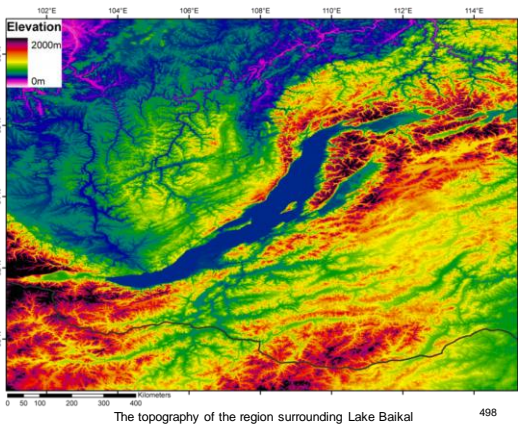 102°E 104°E 106°E 108°E 110°E 112°E 114°E
Elevation
2000m
0m
Kilometers
0 50 100 200 300 400
The topography of the region surrounding Lake Baikal
498